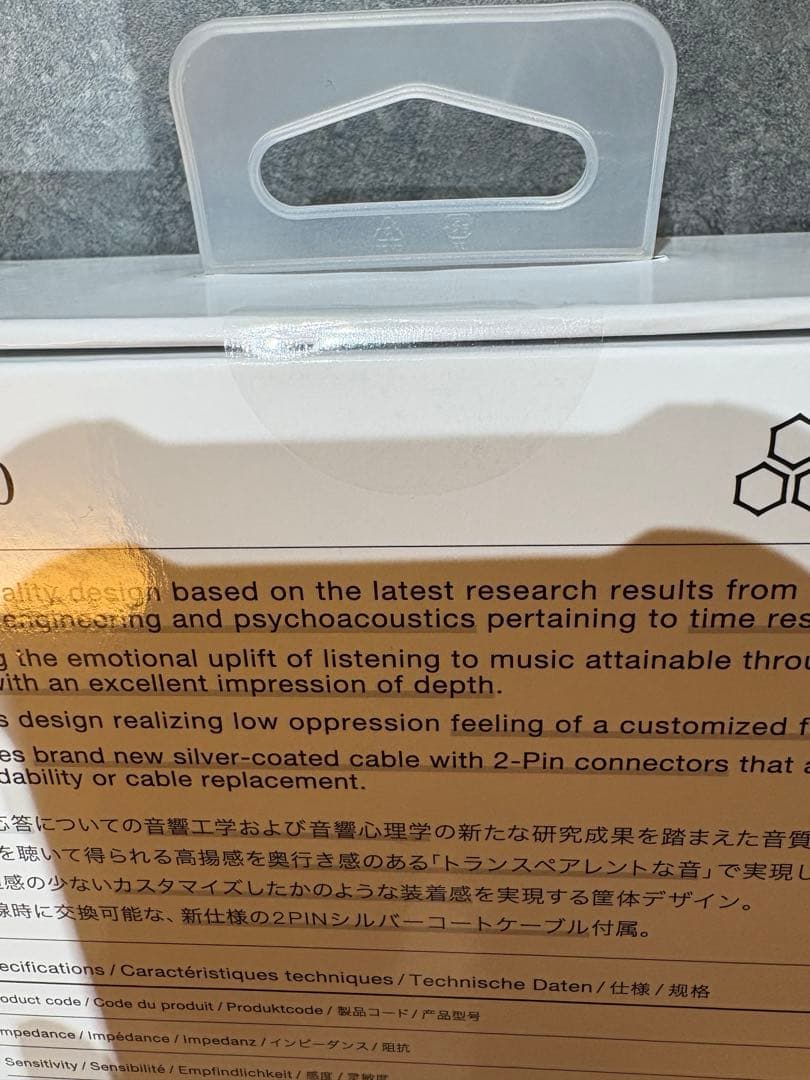 0
ality design based on the latest research results from
engineering and psychoacoustics pertaining to time res
g the emotional uplift of listening to music attainable throu
with an excellent impression of depth.
s design realizing low oppression feeling of a customized f
es brand new silver-coated cable with 2-Pin connectors that a
dability or cable replacement.
応答についての音響工学および音響心理学の新たな研究成果を踏まえた音質
を聴いて得られる高揚感を奥行き感のある「トランスペアレントな音」で実現し
感の少ないカスタマイズしたかのような装着感を実現する筐体デザイン。
線時に交換可能な、新仕様の2PINシルバーコートケーブル付属。
ecifications / Caractéristiques techniques / Technische Daten / 仕様 / 规格
oduct code / Code du produit / Produktcode / 製品コード / 产品型号
mpedance / Impédance / Impedanz / インピーダンス / 阻抗
Sensitivity / Sensibilité / Empfindlichkeit / 感度 / 灵敏度